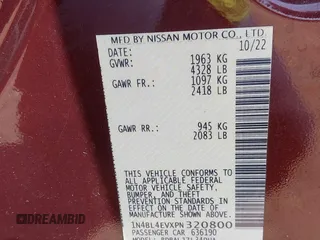 MFD BY NISSAN MOTOR CO., LTD.
DATE: 10/22
GVWR: 1963 KG
4328 LB
GAWR FR: 1097 KG
2418 LB
GAWR RR: 945 KG
2083 LB
THIS VEHICLE CONFORMS TO ALL
APPLICABLE FEDERAL MOTOR
VEHICLE SAFETY,
BUMPER, AND THEFT
PREVENTION STANDARDS
IN EFFECT ON THE DATE OF
MANUFACTURE SHOWN ABOVE.
1N4BL4EVXPN320800
PASSENGER CAR 636190
AUTOBIDMASTER